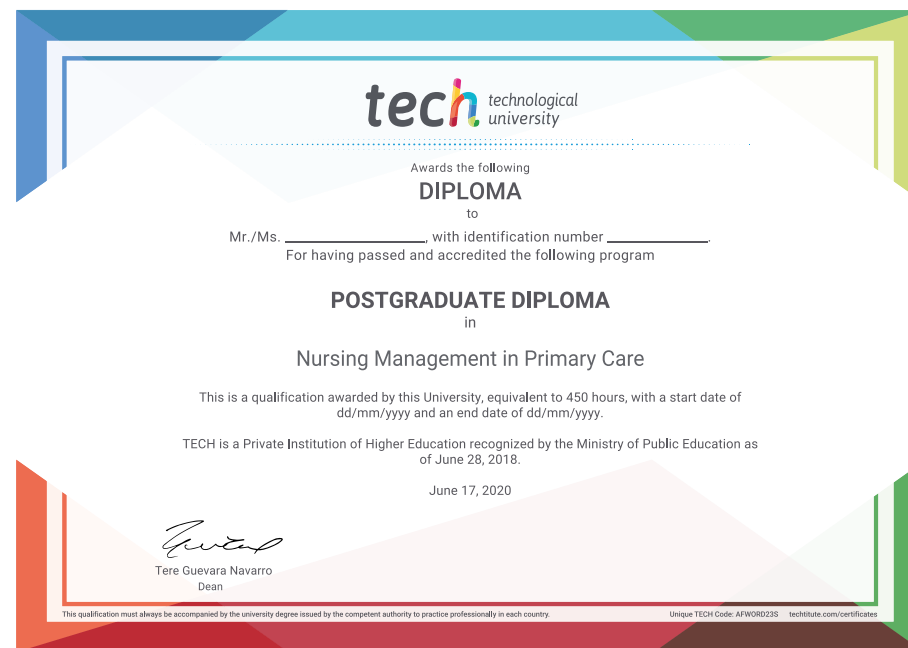 tech technological
university
Awards the following
DIPLOMA
to
Mr./Ms. ____________________, with identification number ______________.
For having passed and accredited the following program
POSTGRADUATE DIPLOMA
in
Nursing Management in Primary Care
This is a qualification awarded by this University, equivalent to 450 hours, with a start date of
dd/mm/yyyy and an end date of dd/mm/yyyy.
TECH is a Private Institution of Higher Education recognized by the Ministry of Public Education as
of June 28, 2018.
June 17, 2020
Tere Guevara Navarro
Dean
This qualification must always be accompanied by the university degree issued by the competent authority to practice professionally in each country.
Unique TECH Code: AFWORD23S techtitute.com/certificates